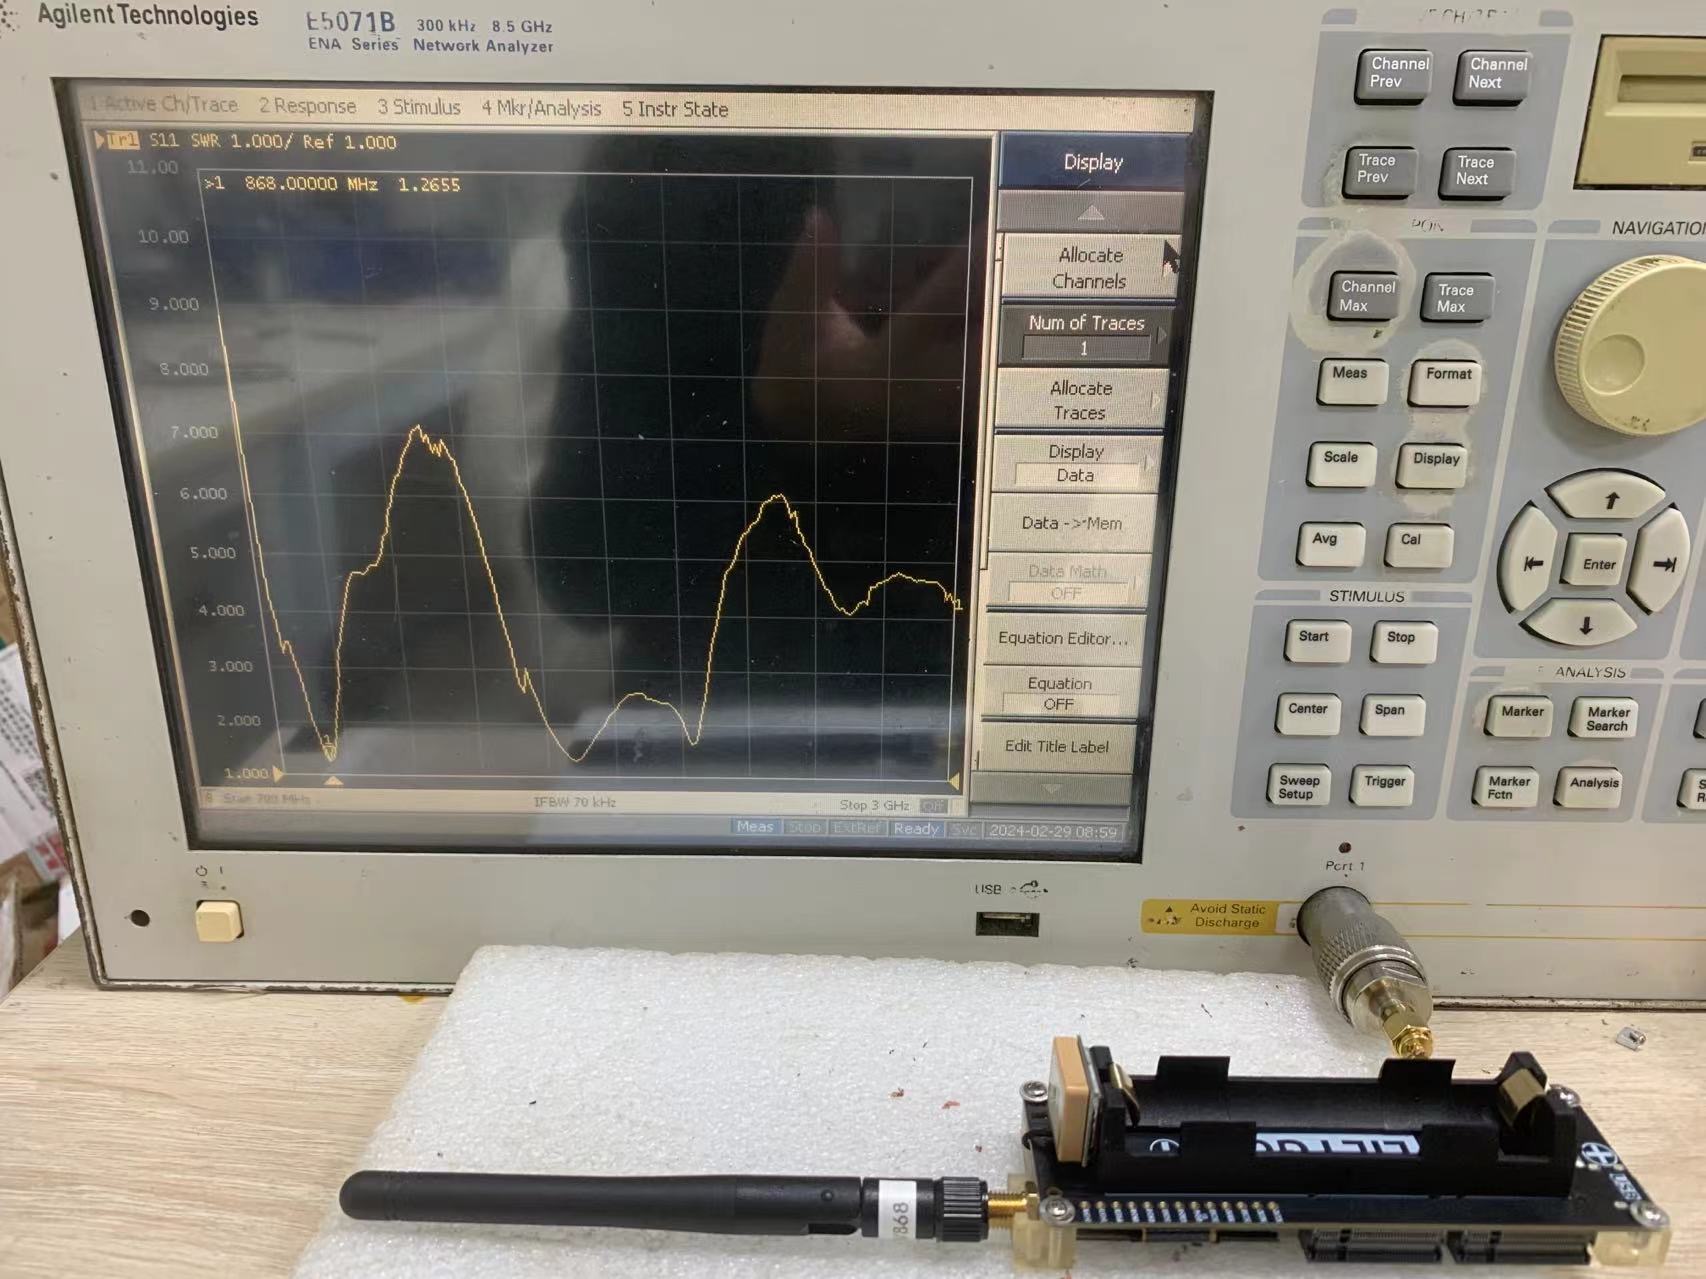 Agilent Technologies
E5071B 300 kHz 8.5 GHz
ENA Series Network Analyzer
1 Active Ch/Trace 2 Response 3 Stimulus 4 Mkr/Analysis 5 Instr State
Tr1 S11 SWR 1.000/ Ref 1.000
11.00
>1 868.00000 MHz 1.2655
10.00
9.000
8.000
7.000
6.000
5.000
4.000
3.000
2.000
1.000
1
1
IFBW 70 kHz
Stop 3 GHz Off
Meas Stop ExtRef Ready Svc 2024-02-29 08:59
Display
Allocate
Channels
Num of Traces
1
Allocate
Traces
Display
Data
Data -> Mem
Data Math
OFF
Equation Editor...
Equation
OFF
Edit Title Label
Channel
Prev
Channel
Next
Trace
Prev
Trace
Next
Channel
Max
Trace
Max
Meas
Format
Scale
Display
Avg
Cal
NAVIGATIO
Enter
STIMULUS
Start
Stop
Center
Span
Sweep
Setup
Trigger
ANALYSIS
Marker
Marker
Search
Marker
Fctn
Analysis
USB
Port 1
Avoid Static
Discharge
868